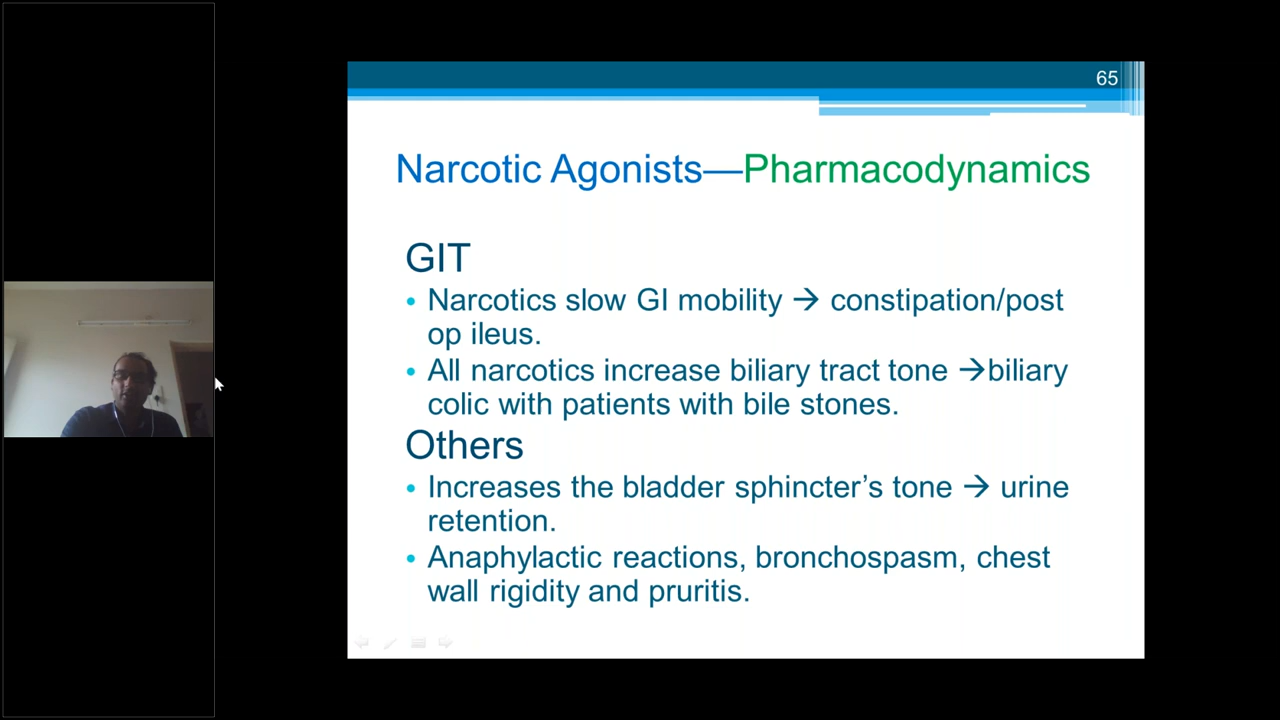 65
Narcotic Agonists—Pharmacodynamics
GIT
• Narcotics slow GI mobility → constipation/post
op ileus.
• All narcotics increase biliary tract tone →biliary
colic with patients with bile stones.
Others
• Increases the bladder sphincter’s tone → urine
retention.
• Anaphylactic reactions, bronchospasm, chest
wall rigidity and pruritis.